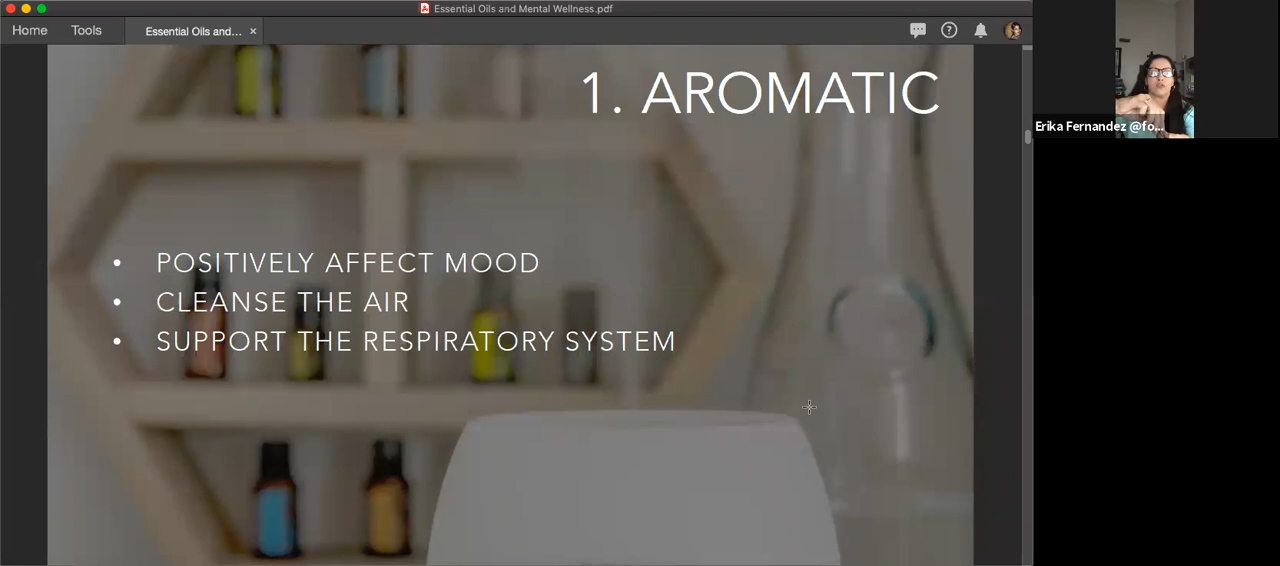 Essential Oils and Mental Wellness.pdf
Home Tools Essential Oils and... ×
1. AROMATIC
• POSITIVELY AFFECT MOOD
• CLEANSE THE AIR
• SUPPORT THE RESPIRATORY SYSTEM
Erika Fernandez @fo...